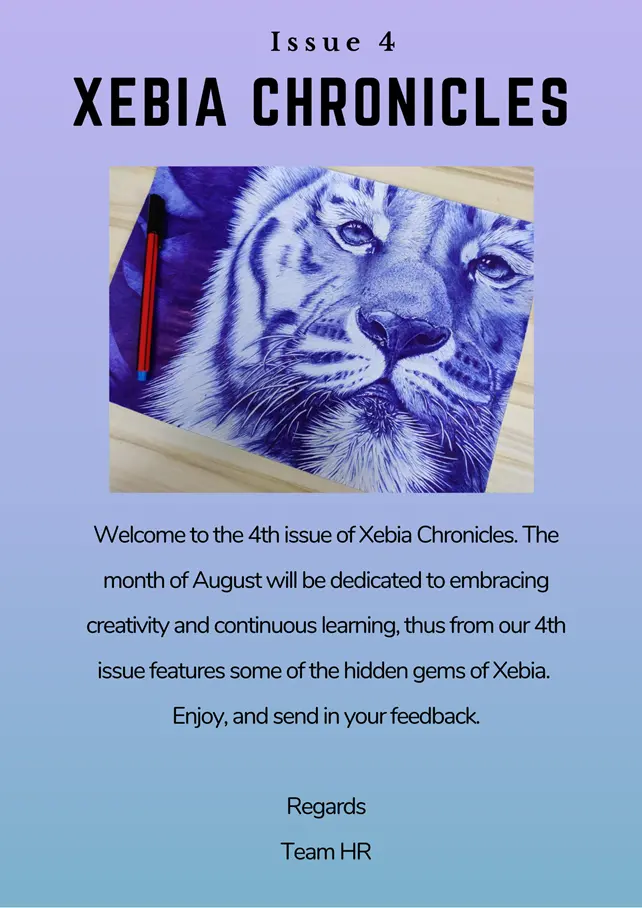 Issue 4
XEBIA CHRONICLES
Welcome to the 4th issue of Xebia Chronicles. The
month of August will be dedicated to embracing
creativity and continuous learning, thus from our 4th
issue features some of the hidden gems of Xebia.
Enjoy, and send in your feedback.
Regards
Team HR